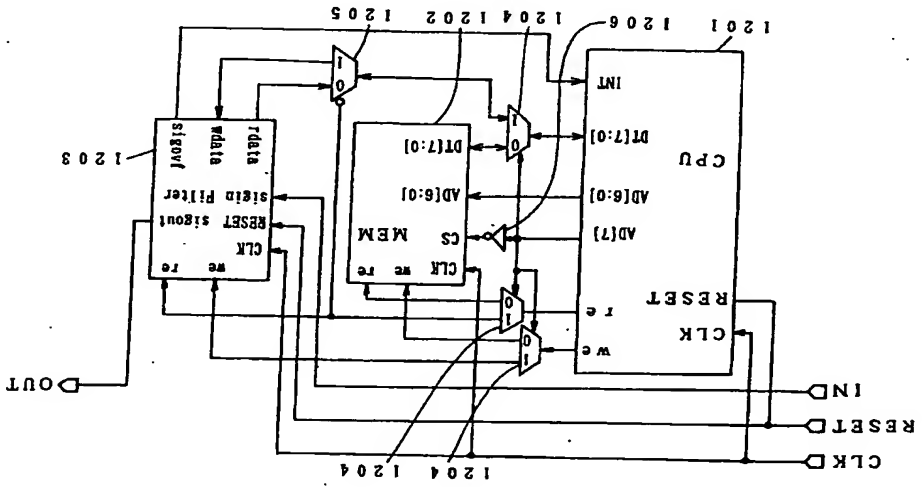 CLK
RESET
IN
1204
1204
OUT
CLK
RESET
CPU
we
re
AD[7]
AD[6:0]
DT[7:0]
INT
1201
1
0
1
0
0
1
1204
1206
CLK
we
re
CS
MEM
AD[6:0]
DT[7:0]
1202
0
1
1205
we
re
CLK
RESET
sigout
sigin
Filter
rdata
wdata
sigovf
1203